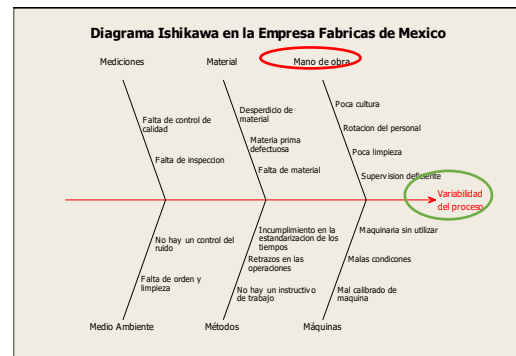 Diagrama Ishikawa en la Empresa Fabricas de Mexico
Mediciones
Material
Mano de obra
Falta de control de
calidad
Falta de inspeccion
Desperdicio de
material
Materia prima
defectuosa
Falta de material
Poca cultura
Rotacion del personal
Poca limpieza
Supervision deficiente
Variabilidad
del proceso
No hay un control del
ruido
Falta de orden y
limpieza
Incumplimiento en la
estandarizacion de los
tiempos
Retrazos en las
operaciones
No hay un instructivo
de trabajo
Maquinaria sin utilizar
Malas condicones
Mal calibrado de
maquina
Medio Ambiente
Métodos
Máquinas